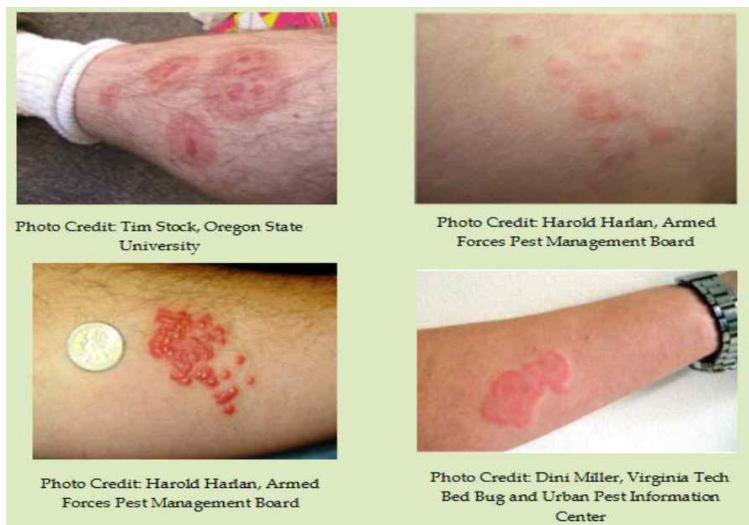 Photo Credit: Tim Stock, Oregon State
University
Photo Credit: Harold Harlan, Armed
Forces Pest Management Board
Photo Credit: Harold Harlan, Armed
Forces Pest Management Board
Photo Credit: Dini Miller, Virginia Tech
Bed Bug and Urban Pest Information
Center